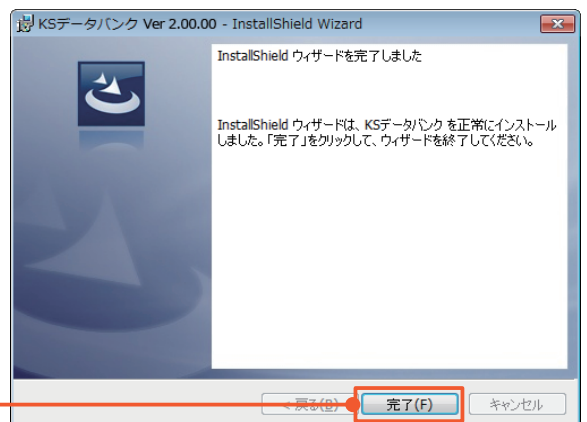 KSデータバンク Ver 2.00.00 - InstallShield Wizard
InstallShield ウィザードを完了しました
InstallShield ウィザードは、KSデータバンク を正常にインストール
しました。「完了」をクリックして、ウィザードを終了してください。
< 戻る(B)
完了(F)
キャンセル